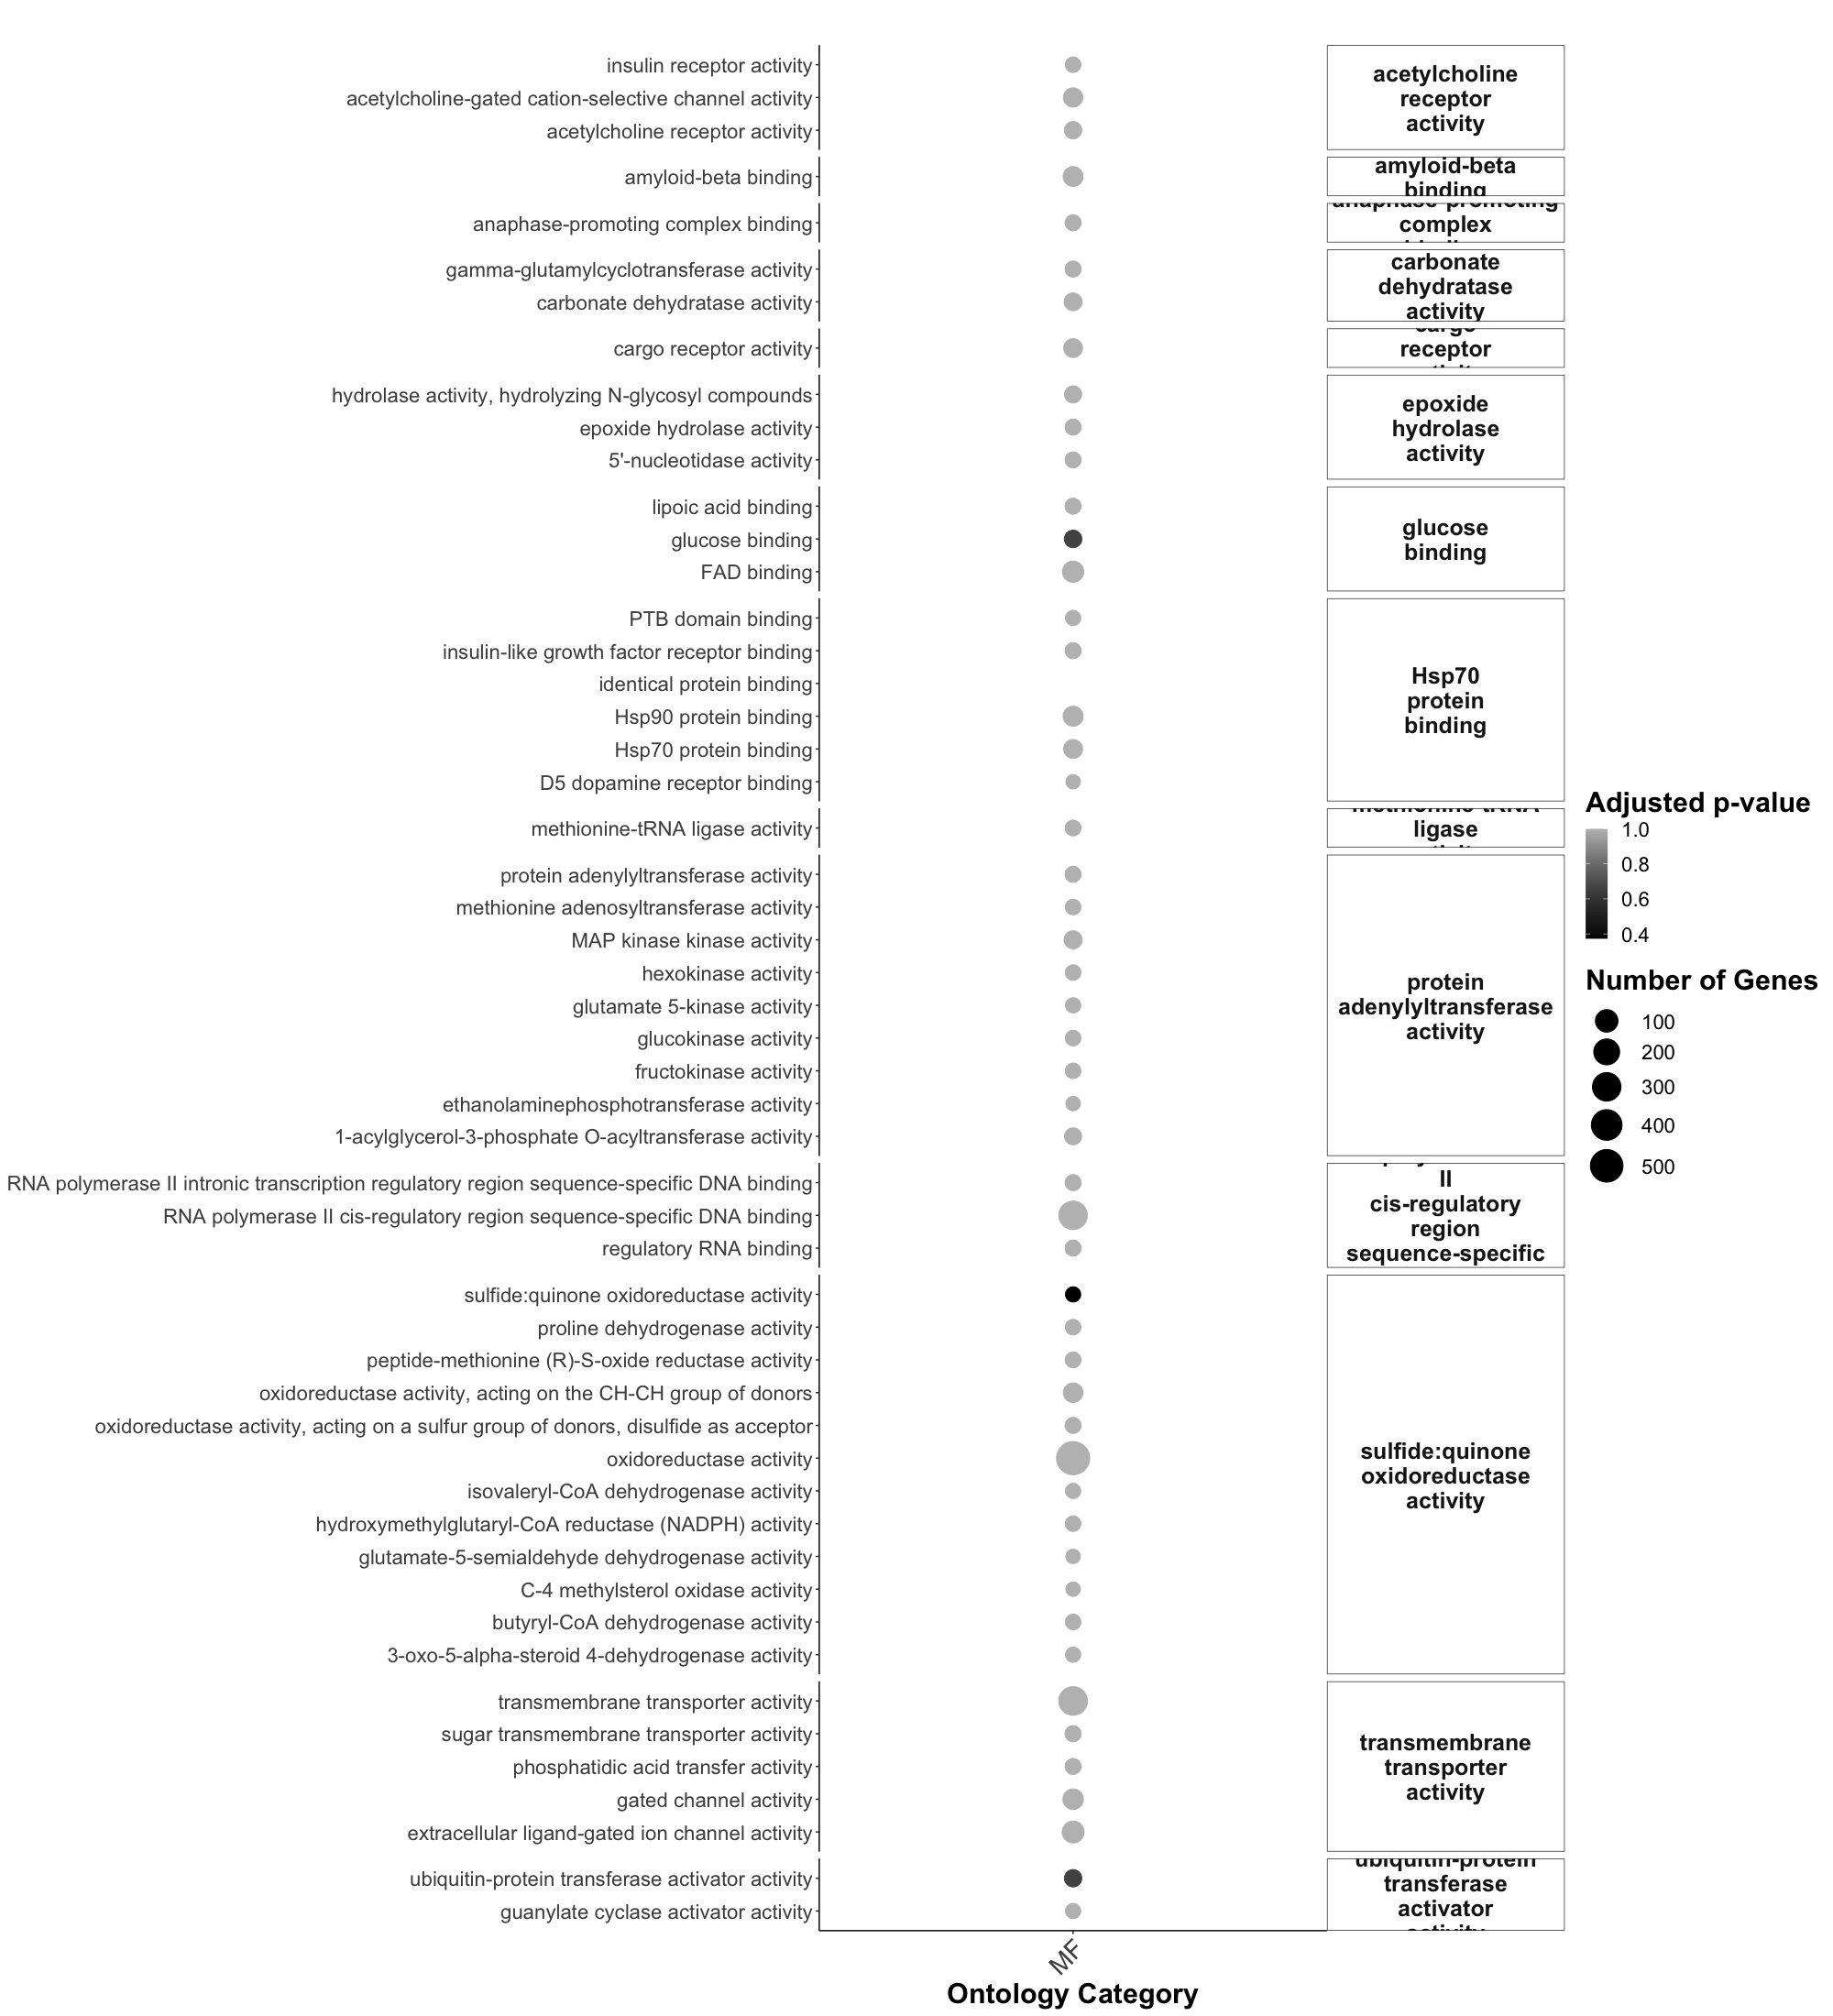 insulin receptor activity
acetylcholine-gated cation-selective channel activity
acetylcholine receptor activity
acetylcholine
receptor
activity
amyloid-beta binding
amyloid-beta
binding
anaphase-promoting complex binding
anaphase-promoting
complex
gamma-glutamylcyclotransferase activity
carbonate dehydratase activity
carbonate
dehydratase
activity
cargo receptor activity
cargo
receptor
hydrolase activity, hydrolyzing N-glycosyl compounds
epoxide hydrolase activity
5'-nucleotidase activity
epoxide
hydrolase
activity
lipoic acid binding
glucose binding
FAD binding
glucose
binding
PTB domain binding
insulin-like growth factor receptor binding
identical protein binding
Hsp90 protein binding
Hsp70 protein binding
D5 dopamine receptor binding
Hsp70
protein
binding
methionine-tRNA ligase activity
ligase
protein adenylyltransferase activity
methionine adenosyltransferase activity
MAP kinase kinase activity
hexokinase activity
glutamate 5-kinase activity
glucokinase activity
fructokinase activity
ethanolaminephosphotransferase activity
1-acylglycerol-3-phosphate O-acyltransferase activity
protein
adenylyltransferase
activity
RNA polymerase II intronic transcription regulatory region sequence-specific DNA binding
RNA polymerase II cis-regulatory region sequence-specific DNA binding
regulatory RNA binding
II
cis-regulatory
region
sequence-specific
sulfide:quinone oxidoreductase activity
proline dehydrogenase activity
peptide-methionine (R)-S-oxide reductase activity
oxidoreductase activity, acting on the CH-CH group of donors
oxidoreductase activity, acting on a sulfur group of donors, disulfide as acceptor
oxidoreductase activity
isovaleryl-CoA dehydrogenase activity
hydroxymethylglutaryl-CoA reductase (NADPH) activity
glutamate-5-semialdehyde dehydrogenase activity
C-4 methylsterol oxidase activity
butyryl-CoA dehydrogenase activity
3-oxo-5-alpha-steroid 4-dehydrogenase activity
sulfide:quinone
oxidoreductase
activity
transmembrane transporter activity
sugar transmembrane transporter activity
phosphatidic acid transfer activity
gated channel activity
extracellular ligand-gated ion channel activity
transmembrane
transporter
activity
ubiquitin-protein transferase activator activity
guanylate cyclase activator activity
ubiquitin-protein
transferase
activator
MF
Ontology Category
Adjusted p-value
1.0
0.8
0.6
0.4
Number of Genes
100
200
300
400
500